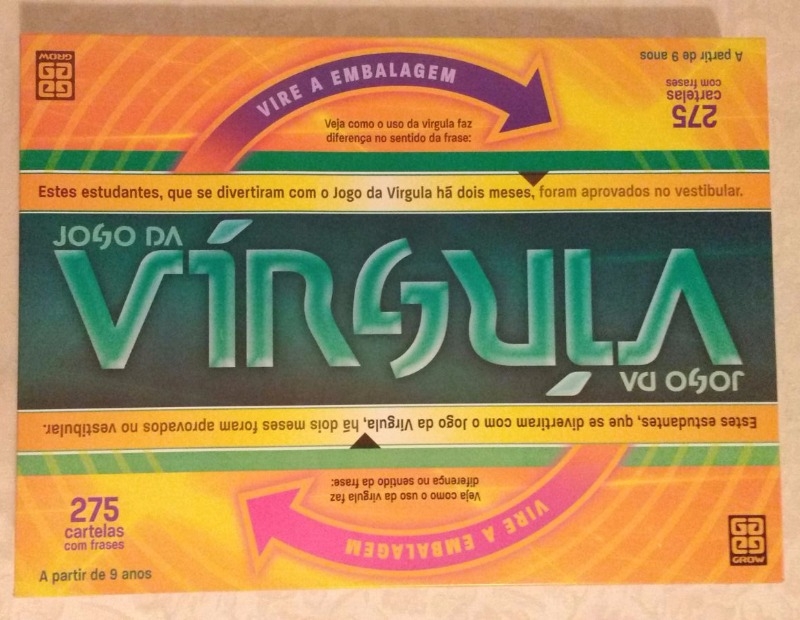 GROW
VIRE A EMBALAGEM
Veja como o uso da vírgula faz
diferença no sentido da frase:
275
cartelas
com frases
A partir de 9 anos
Estes estudantes, que se divertiram com o Jogo da Vírgula há dois meses, foram aprovados no vestibular.
JOGO DA
VÍRGULA
JOGO DA
Estes estudantes, que se divertiram com o Jogo da Vírgula, há dois meses foram aprovados no vestibular.
Veja como o uso da vírgula faz
diferença no sentido da frase:
VIRE A EMBALAGEM
275
cartelas
com frases
A partir de 9 anos
GROW